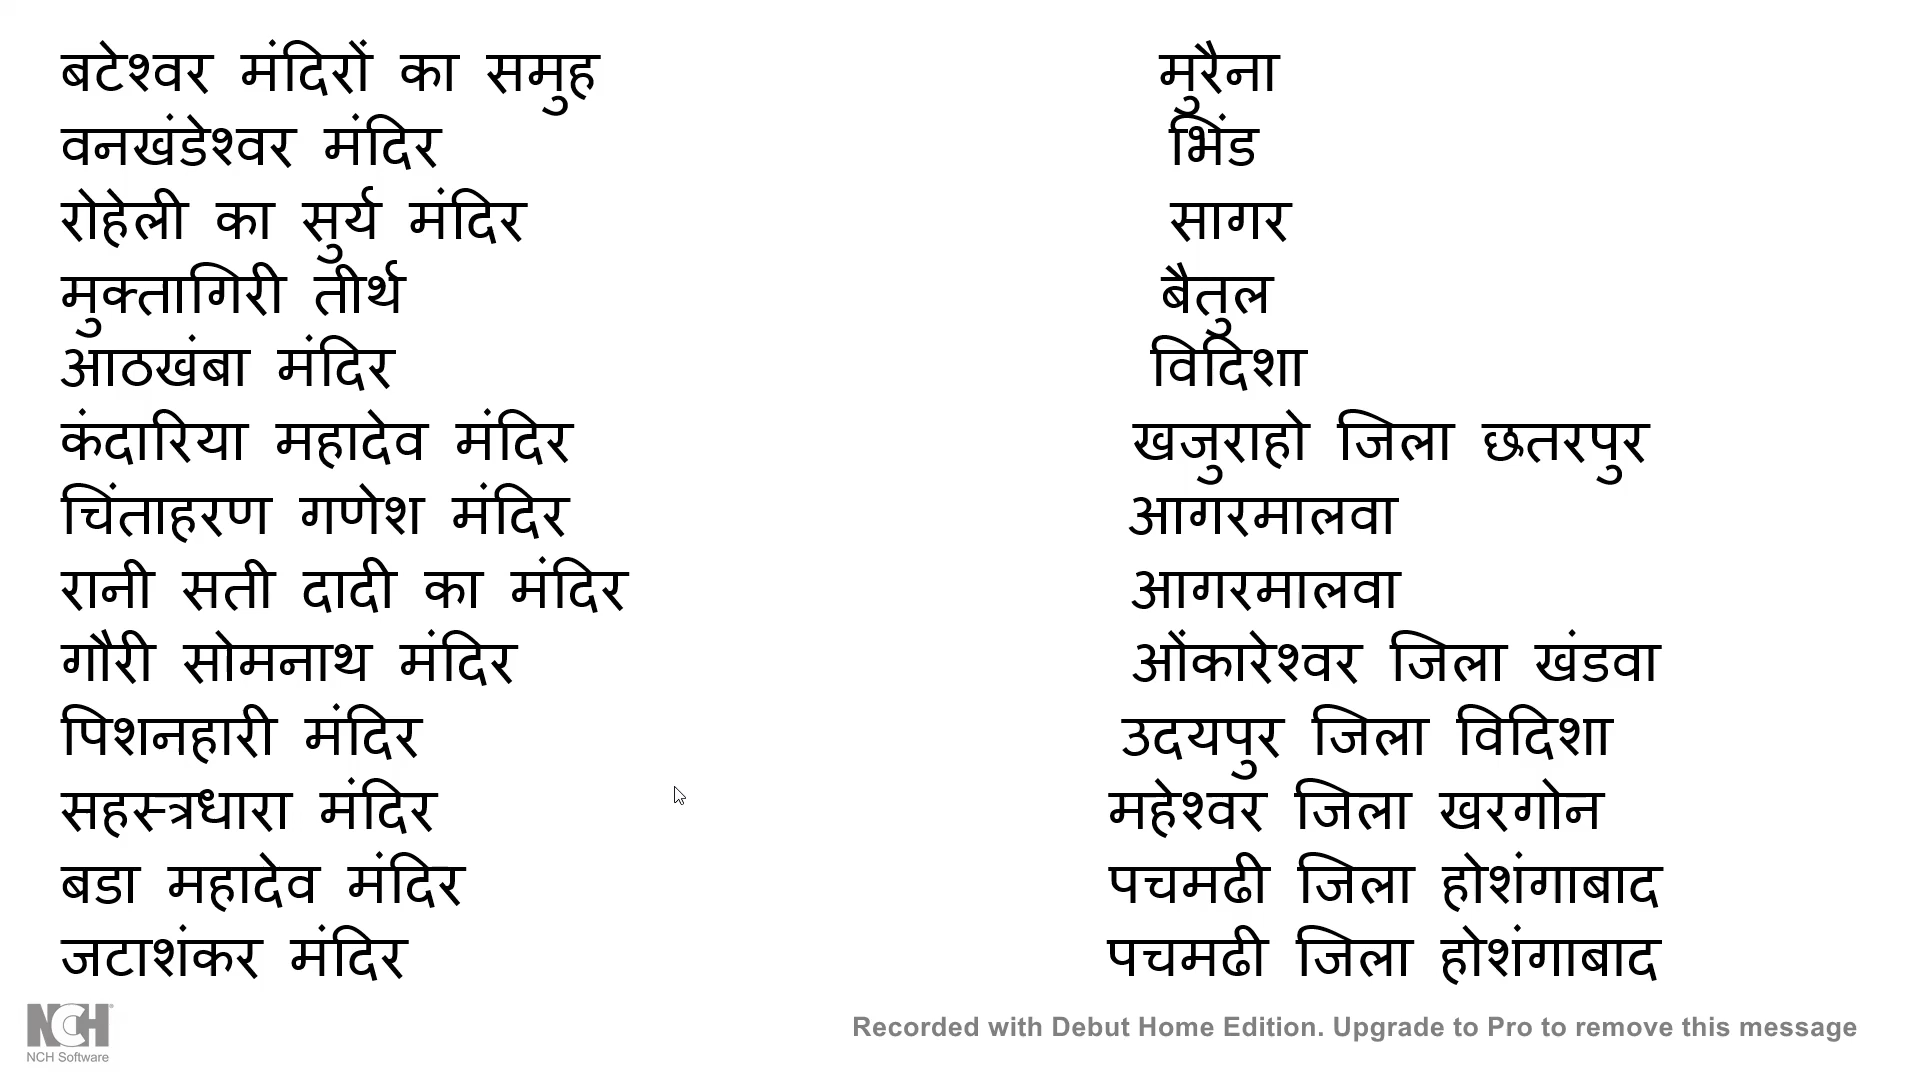 बटेश्वर मंदिरों का समुह मुरैना
वनखंडेश्वर मंदिर भिंड
रोहेली का सुर्य मंदिर सागर
मुक्तागिरी तीर्थ बैतुल
आठखंबा मंदिर विदिशा
कंदारिया महादेव मंदिर खजुराहो जिला छतरपुर
चिंताहरण गणेश मंदिर आगरमालवा
रानी सती दादी का मंदिर आगरमालवा
गौरी सोमनाथ मंदिर ओंकारेश्वर जिला खंडवा
पिशनहारी मंदिर उदयपुर जिला विदिशा
सहस्त्रधारा मंदिर महेश्वर जिला खरगोन
बडा महादेव मंदिर पचमढी जिला होशंगाबाद
जटाशंकर मंदिर पचमढी जिला होशंगाबाद
NCH
NCH Software
Recorded with Debut Home Edition. Upgrade to Pro to remove this message